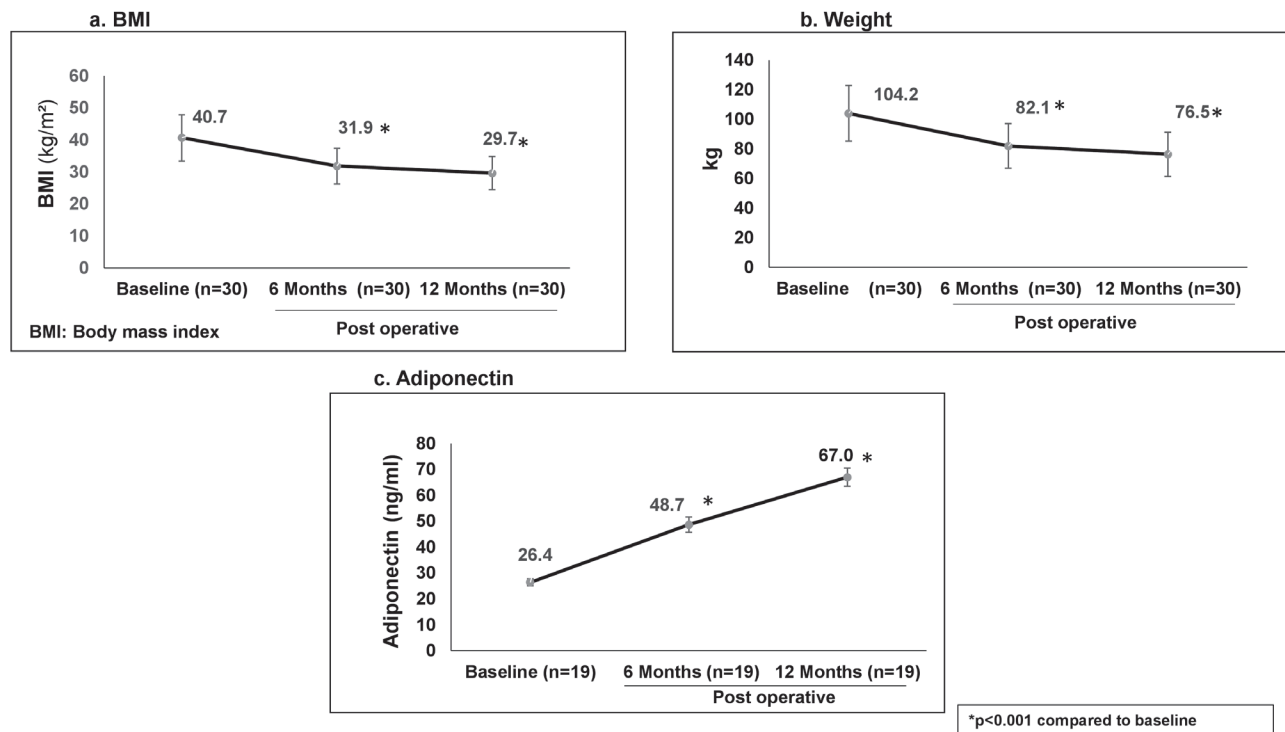 a. BMI
BMI (kg/m²)
60
50
40
30
20
10
0
40.7
31.9 *
29.7 *
Baseline (n=30) 6 Months (n=30) 12 Months (n=30)
Post operative
BMI: Body mass index
b. Weight
kg
140
120
100
80
60
40
20
0
104.2
82.1 *
76.5 *
Baseline (n=30) 6 Months (n=30) 12 Months (n=30)
Post operative
c. Adiponectin
Adiponectin (ng/ml)
80
70
60
50
40
30
20
10
0
26.4
48.7 *
67.0 *
Baseline (n=19) 6 Months (n=19) 12 Months (n=19)
Post operative
*p<0.001 compared to baseline